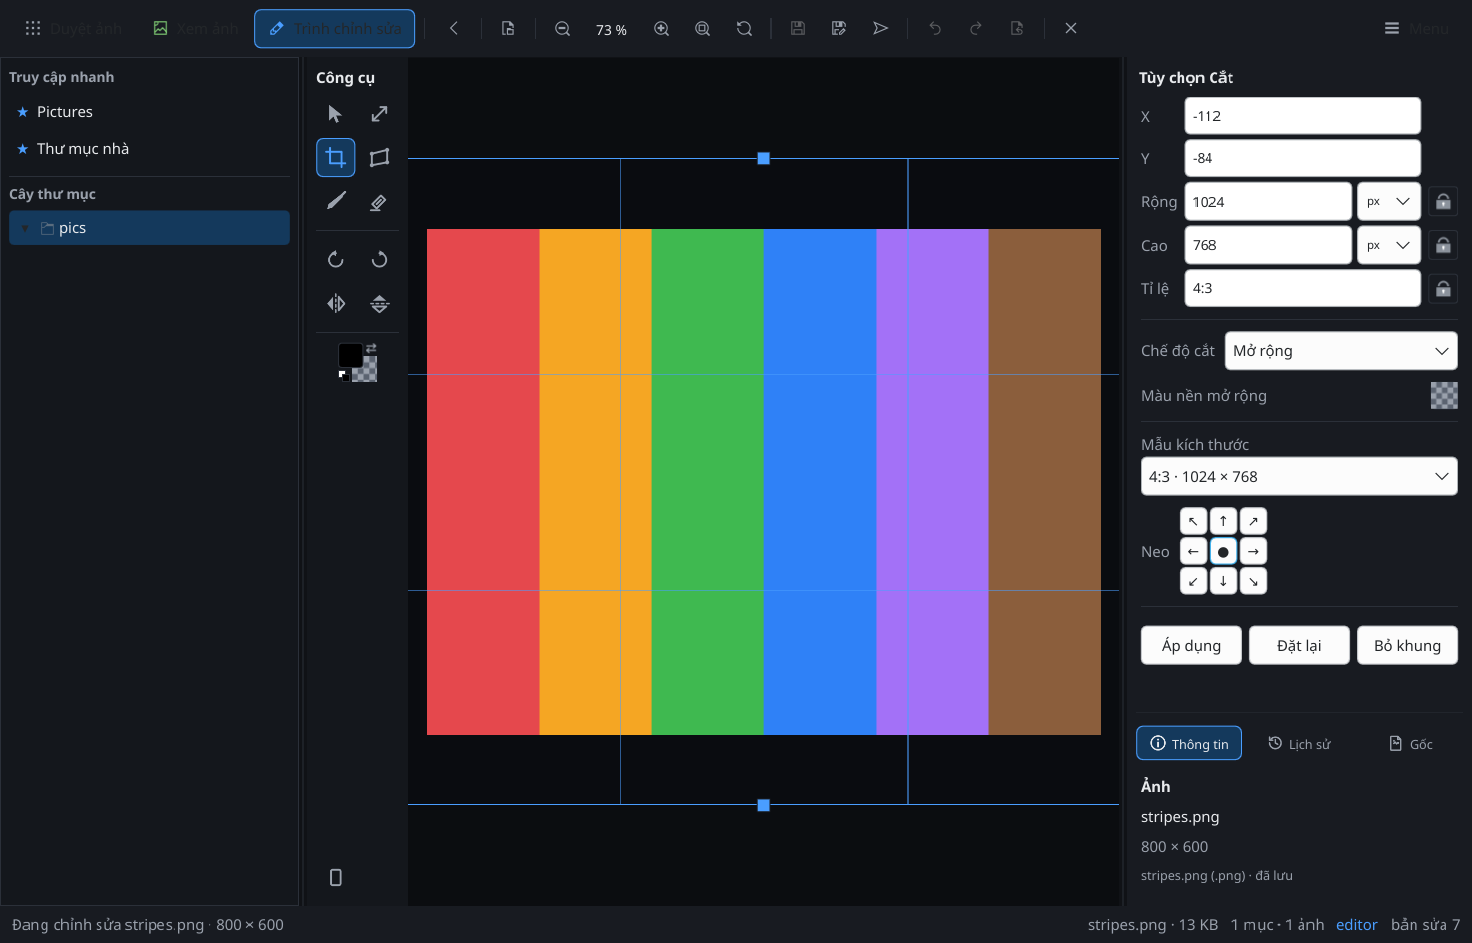 Duyệt ảnh Xem ảnh Trình chỉnh sửa 73 % Menu
Truy cập nhanh
Pictures
Thư mục nhà
Cây thư mục
pics
Công cụ
Tùy chọn Cắt
X -112
Y -84
Rộng 1024 px
Cao 768 px
Tỉ lệ 4:3
Chế độ cắt Mở rộng
Màu nền mở rộng
Mẫu kích thước
4:3 · 1024 × 768
Neo
Áp dụng Đặt lại Bỏ khung
Thông tin Lịch sử Gốc
Ảnh
stripes.png
800 × 600
stripes.png (.png) · đã lưu
Đang chỉnh sửa stripes.png · 800 × 600 stripes.png · 13 KB 1 mục · 1 ảnh editor bản sửa 7